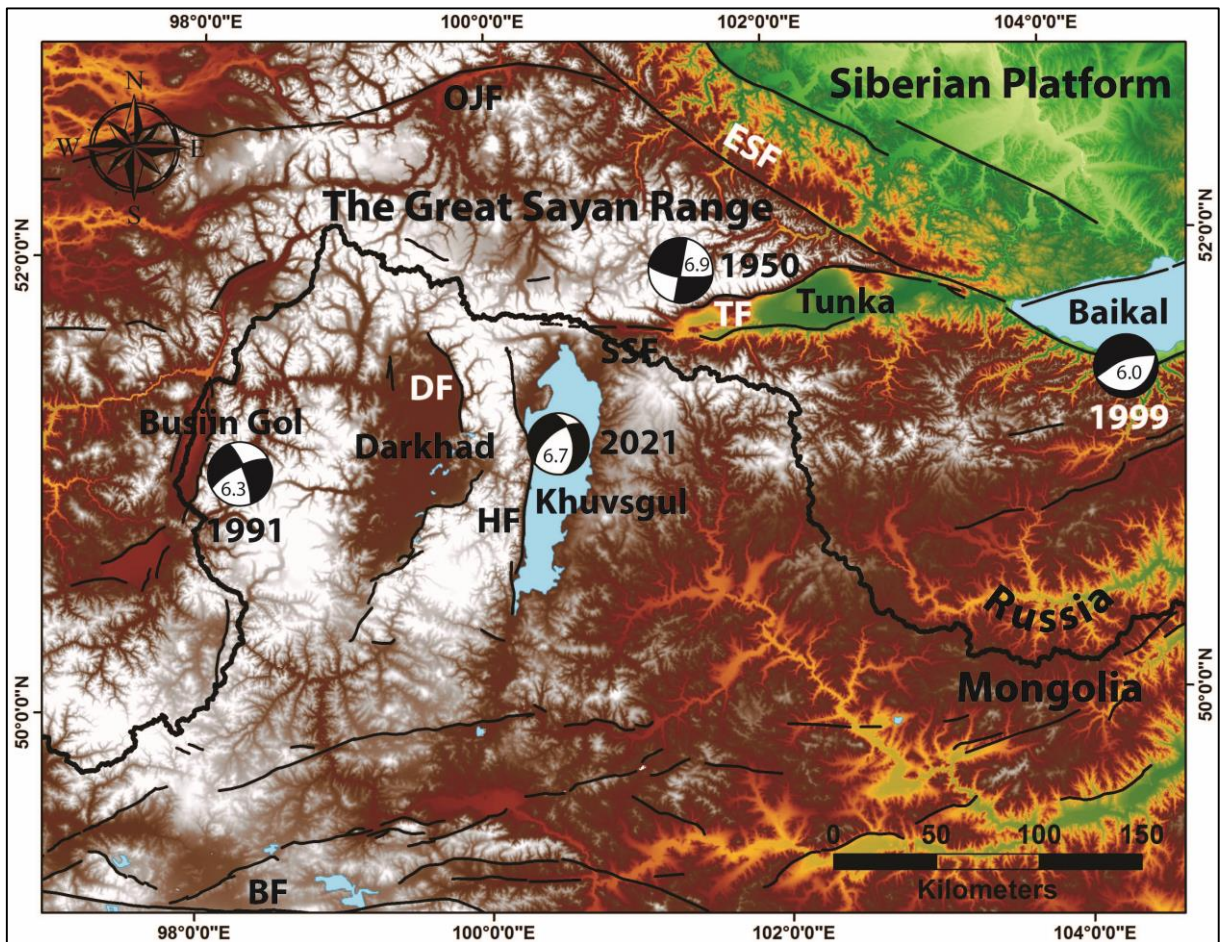 98°0'0"E
100°0'0"E
102°0'0"E
104°0'0"E
Siberian Platform
OJF
N
W
E
S
ESF
52°0'0"N
52°0'0"N
The Great Sayan Range
6.9
1950
Tunka
TF
Baikal
SSF
6.0
DF
1999
Busiin Gol
Darkhad
2021
6.7
6.3
Khuvsgul
HF
1991
Russia
Mongolia
50°0'0"N
50°0'0"N
0 50 100 150
Kilometers
BF
98°0'0"E
100°0'0"E
102°0'0"E
104°0'0"E